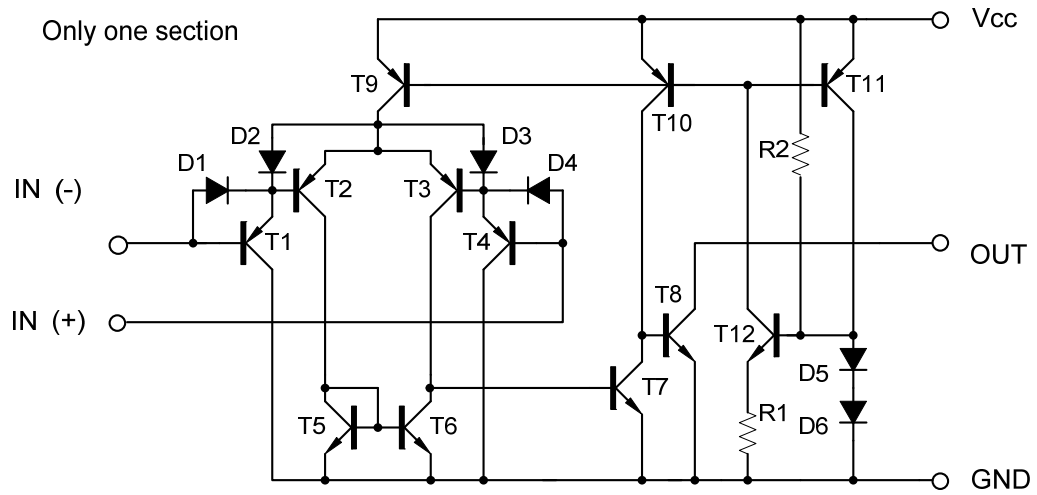 Only one section
Vcc
T9
T10
T11
D2
D3
D1
D4
R2
IN (-)
T2
T3
T1
T4
OUT
IN (+)
T8
T12
D5
T7
T5
T6
R1
D6
GND